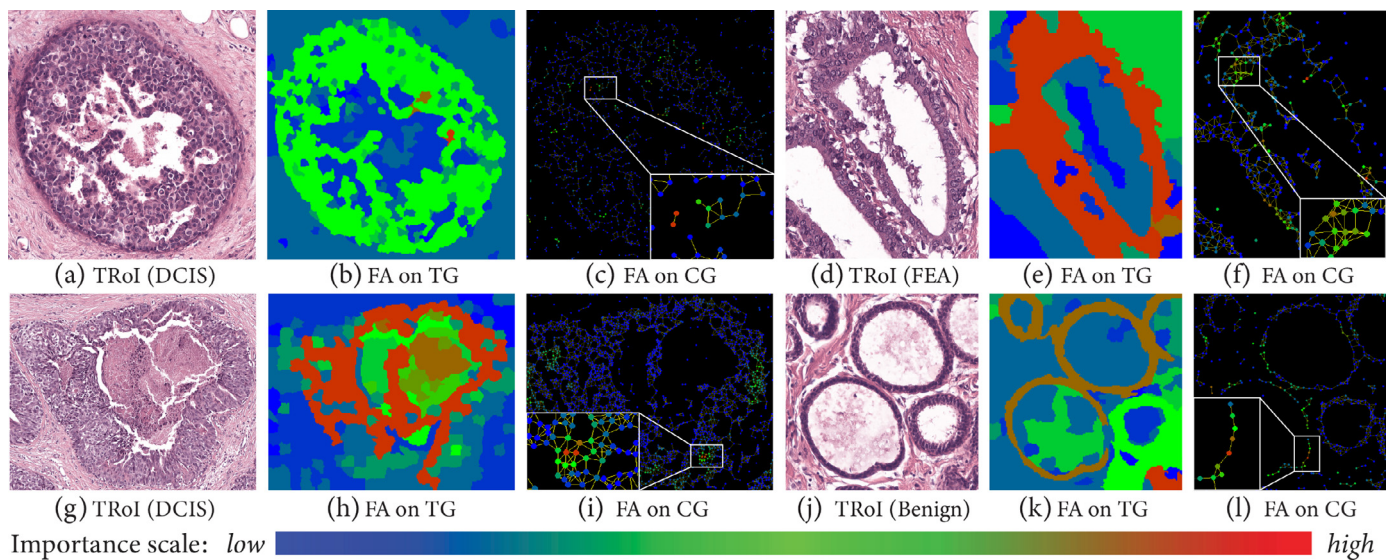 (a) TRoI (DCIS) (b) FA on TG (c) FA on CG (d) TRoI (FEA) (e) FA on TG (f) FA on CG
(g) TRoI (DCIS) (h) FA on TG (i) FA on CG (j) TRoI (Benign) (k) FA on TG (l) FA on CG
Importance scale: low high